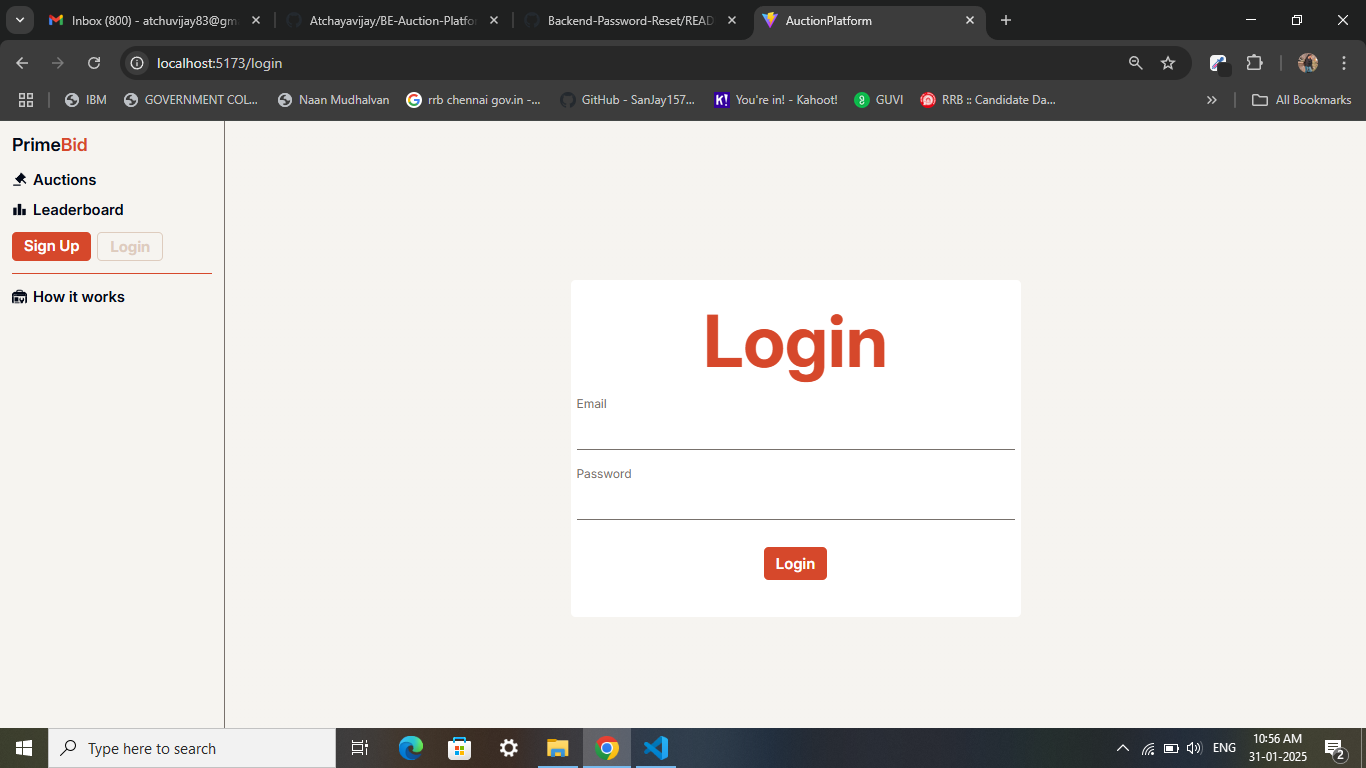 Inbox (800) - atchuvijay83@gm
Atchayavijay/BE-Auction-Platfo
Backend-Password-Reset/READ
AuctionPlatform
localhost:5173/login
IBM
GOVERNMENT COL...
Naan Mudhalvan
rrb chennai gov.in -...
GitHub - SanJay157...
You're in! - Kahoot!
GUVI
RRB :: Candidate Da...
All Bookmarks
PrimeBid
Auctions
Leaderboard
Sign Up Login
How it works
Login
Email
Password
Login
Type here to search
ENG
10:56 AM
31-01-2025
2